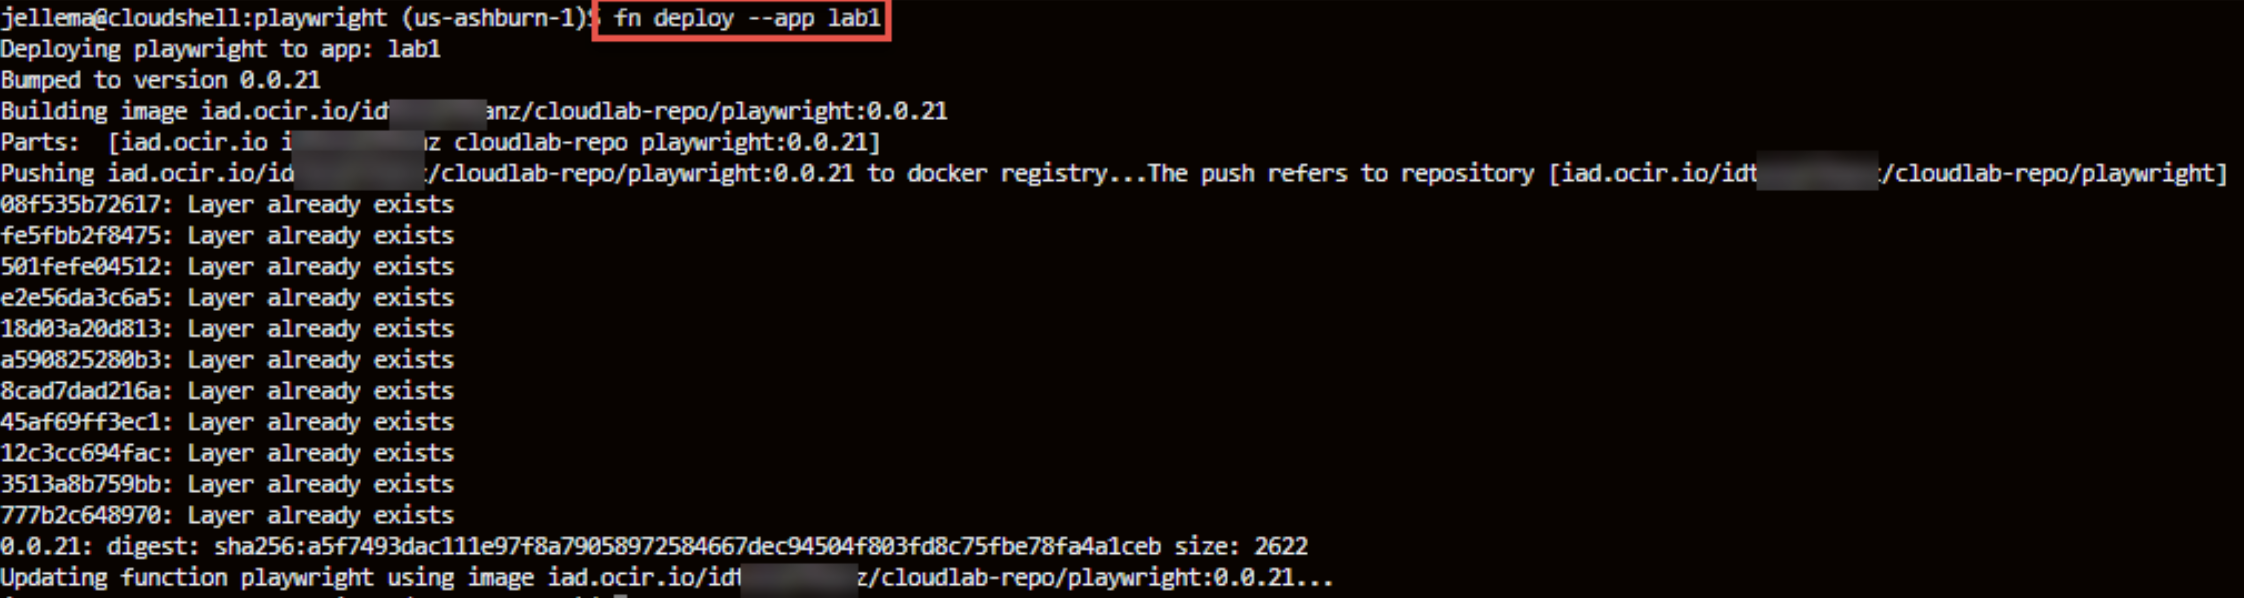 jellema@cloudshell:playwright (us-ashburn-1)$ fn deploy --app lab1
Deploying playwright to app: lab1
Bumped to version 0.0.21
Building image iad.ocir.io/id anz/cloudlab-repo/playwright:0.0.21
Parts:  [iad.ocir.io i z cloudlab-repo playwright:0.0.21]
Pushing iad.ocir.io/id /cloudlab-repo/playwright:0.0.21 to docker registry...The push refers to repository [iad.ocir.io/idt /cloudlab-repo/playwright]
08f535b72617: Layer already exists
fe5fbb2f8475: Layer already exists
501fefe04512: Layer already exists
e2e56da3c6a5: Layer already exists
18d03a20d813: Layer already exists
a590825280b3: Layer already exists
8cad7dad216a: Layer already exists
45af69ff3ec1: Layer already exists
12c3cc694fac: Layer already exists
3513a8b759bb: Layer already exists
777b2c648970: Layer already exists
0.0.21: digest: sha256:a5f7493dac111e97f8a79058972584667dec94504f803fd8c75fbe78fa4a1ceb size: 2622
Updating function playwright using image iad.ocir.io/idt z/cloudlab-repo/playwright:0.0.21...